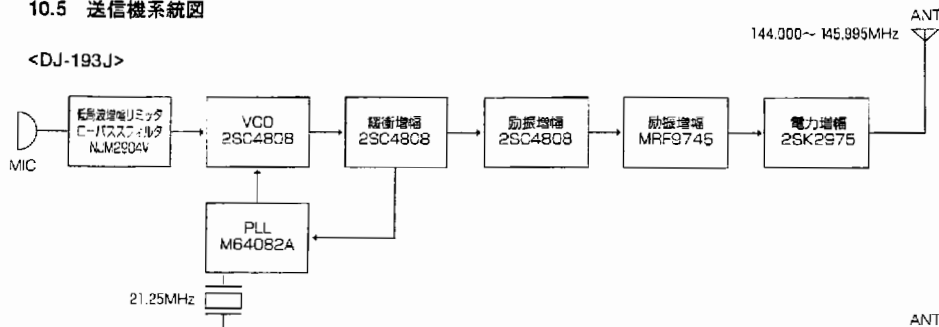 10.5 送信機系統図
ANT
144.000～145.995MHz
<DJ-193J>
低周波増幅リミッタ
ローパスフィルタ
NJM2904V
MIC
VCO
2SC4808
緩衝増幅
2SC4808
励振増幅
2SC4808
励振増幅
MRF9745
電力増幅
2SK2975
PLL
M64082A
21.25MHz
ANT